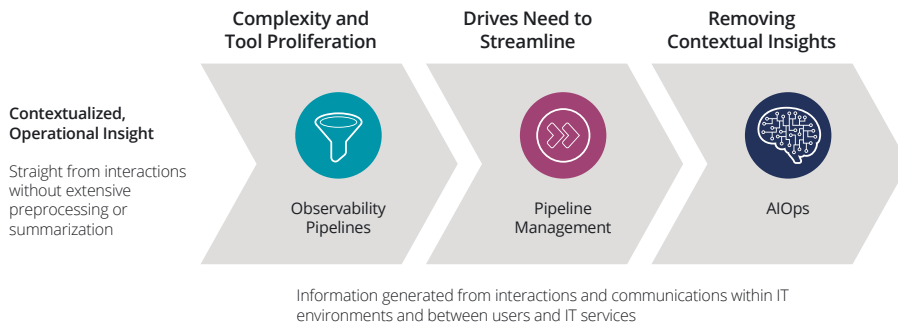 Complexity and
Tool Proliferation
Drives Need to
Streamline
Removing
Contextual Insights
Contextualized,
Operational Insight
Straight from interactions
without extensive
preprocessing or
summarization
Observability
Pipelines
Pipeline
Management
AIOps
Information generated from interactions and communications within IT
environments and between users and IT services